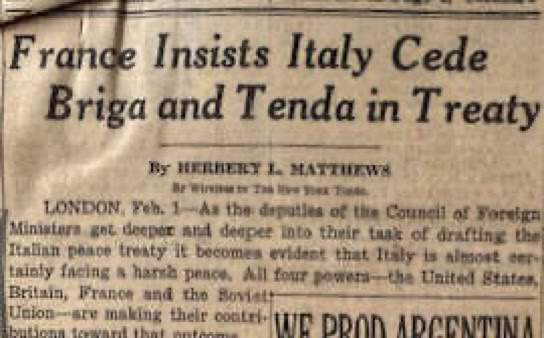 France Insists Italy Cede
Briga and Tenda in Treaty
By HERBERT L. MATTHEWS
By Wireless to THE NEW YORK TIMES.
LONDON, Feb. 1—As the deputies of the Council of Foreign
Ministers get deeper and deeper into their task of drafting the
Italian peace treaty it becomes evident that Italy is almost cer-
tainly facing a harsh peace. All four powers—the United States,
Britain, France and the Soviet
Union—are making their contri-
butions toward that outcome.
WE PROD ARGENTINA